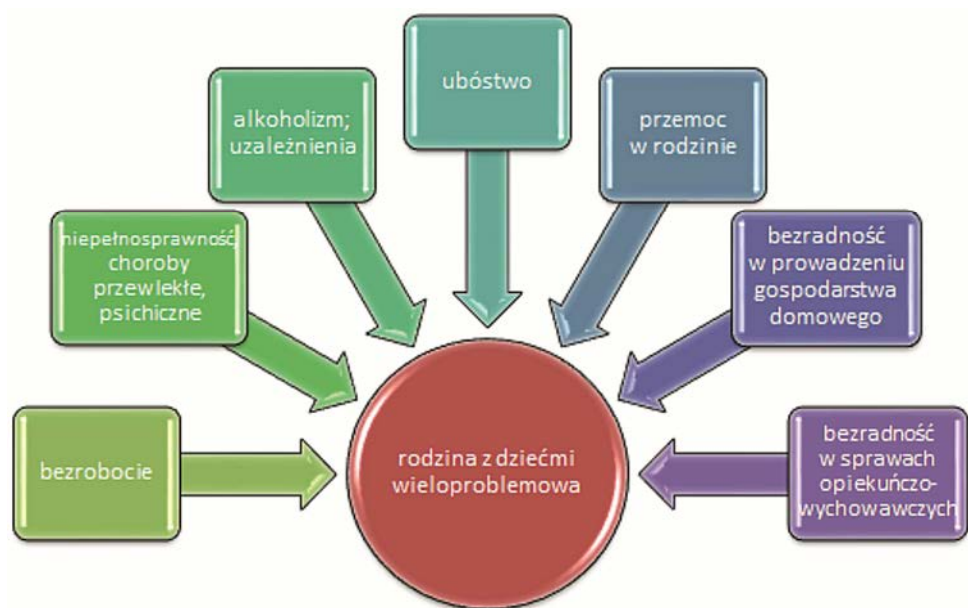 ubóstwo
alkoholizm;
uzależnienia
przemoc
w rodzinie
niepełnosprawność,
choroby
przewlekłe,
psichiczne
bezradność
w prowadzeniu
gospodarstwa
domowego
bezrobocie
rodzina z dziećmi
wieloproblemowa
bezradność
w sprawach
opiekuńczo-
wychowawczych